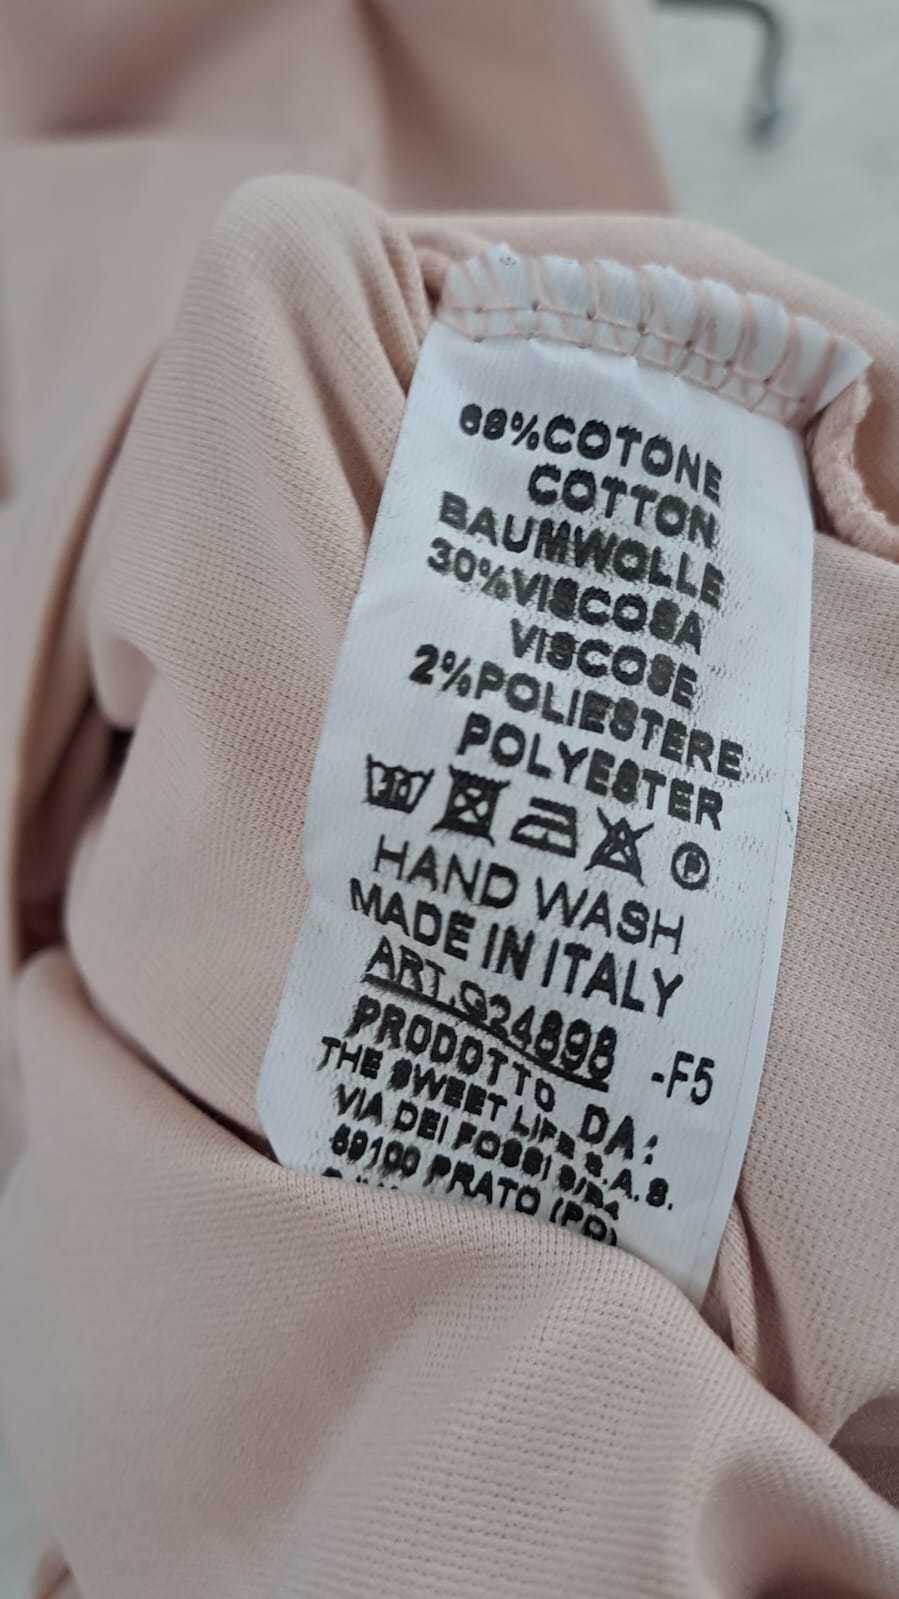 68%COTONE
COTTON
BAUMWOLLE
30%VISCOSA
VISCOSE
2%POLIESTERE
POLYESTER
30 P
HAND WASH
MADE IN ITALY
ART.G24898 -F5
PRODOTTO DA:
THE SWEET LIFE S.A.S.
VIA DEI FOSSI
59100 PRATO (PO)